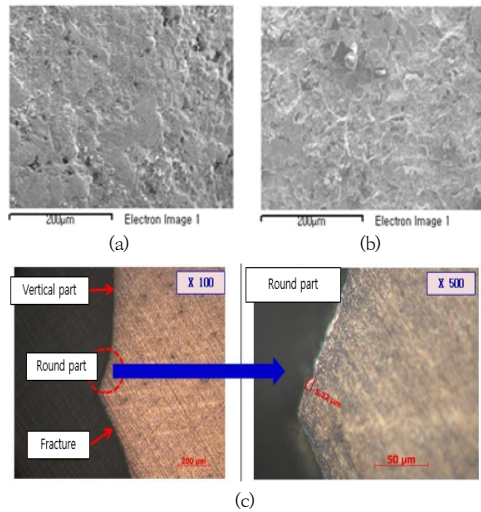 200μm
Electron Image 1
200μm
Electron Image 1
(a)
(b)
Vertical part
X 100
Round part
Fracture
200 μm
Round part
X 500
50 μm
(c)